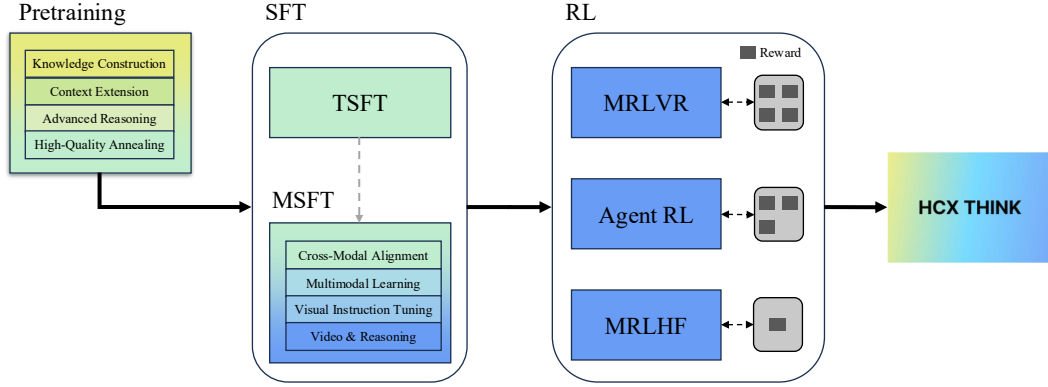 Pretraining
Knowledge Construction
Context Extension
Advanced Reasoning
High-Quality Annealing
SFT
TSFT
MSFT
Cross-Modal Alignment
Multimodal Learning
Visual Instruction Tuning
Video & Reasoning
RL
Reward
MRLVR
Agent RL
MRLHF
HCX THINK